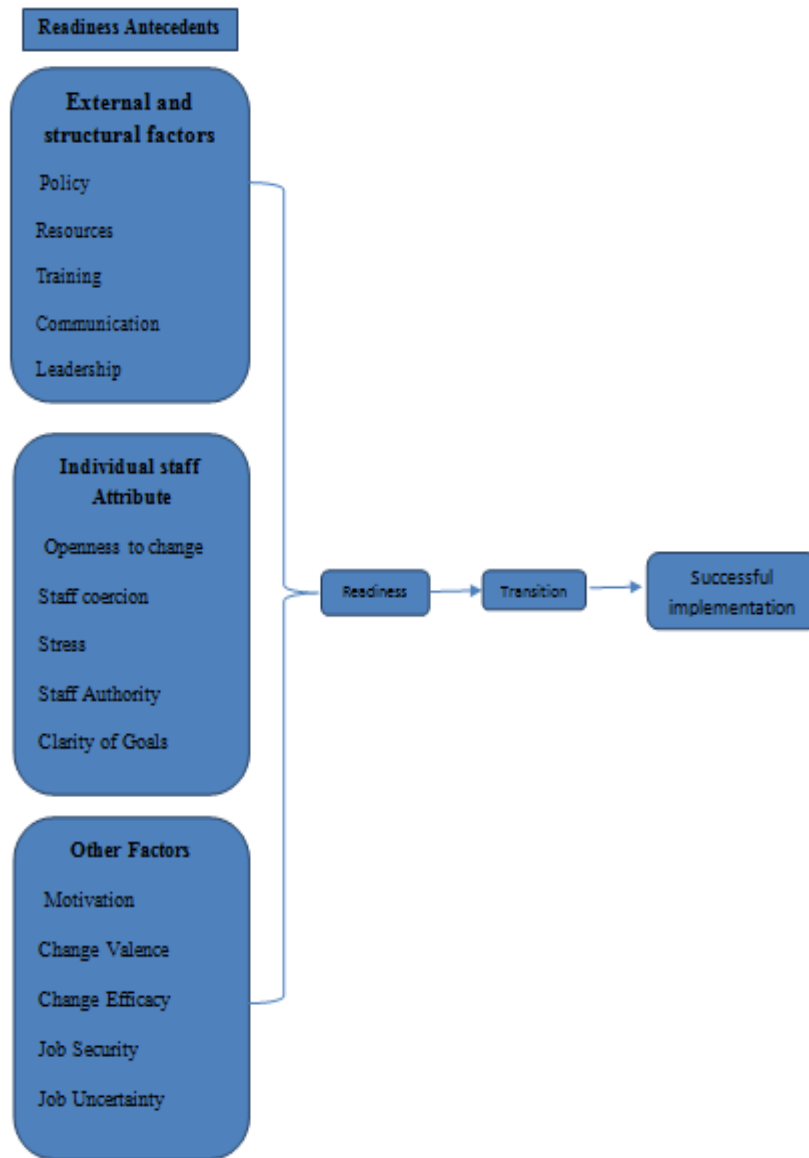 Readiness Antecedents
External and
structural factors
Policy
Resources
Training
Communication
Leadership
Individual staff
Attribute
Openness to change
Staff coercion
Stress
Staff Authority
Clarity of Goals
Other Factors
Motivation
Change Valence
Change Efficacy
Job Security
Job Uncertainty
Readiness
Transition
Successful
implementation